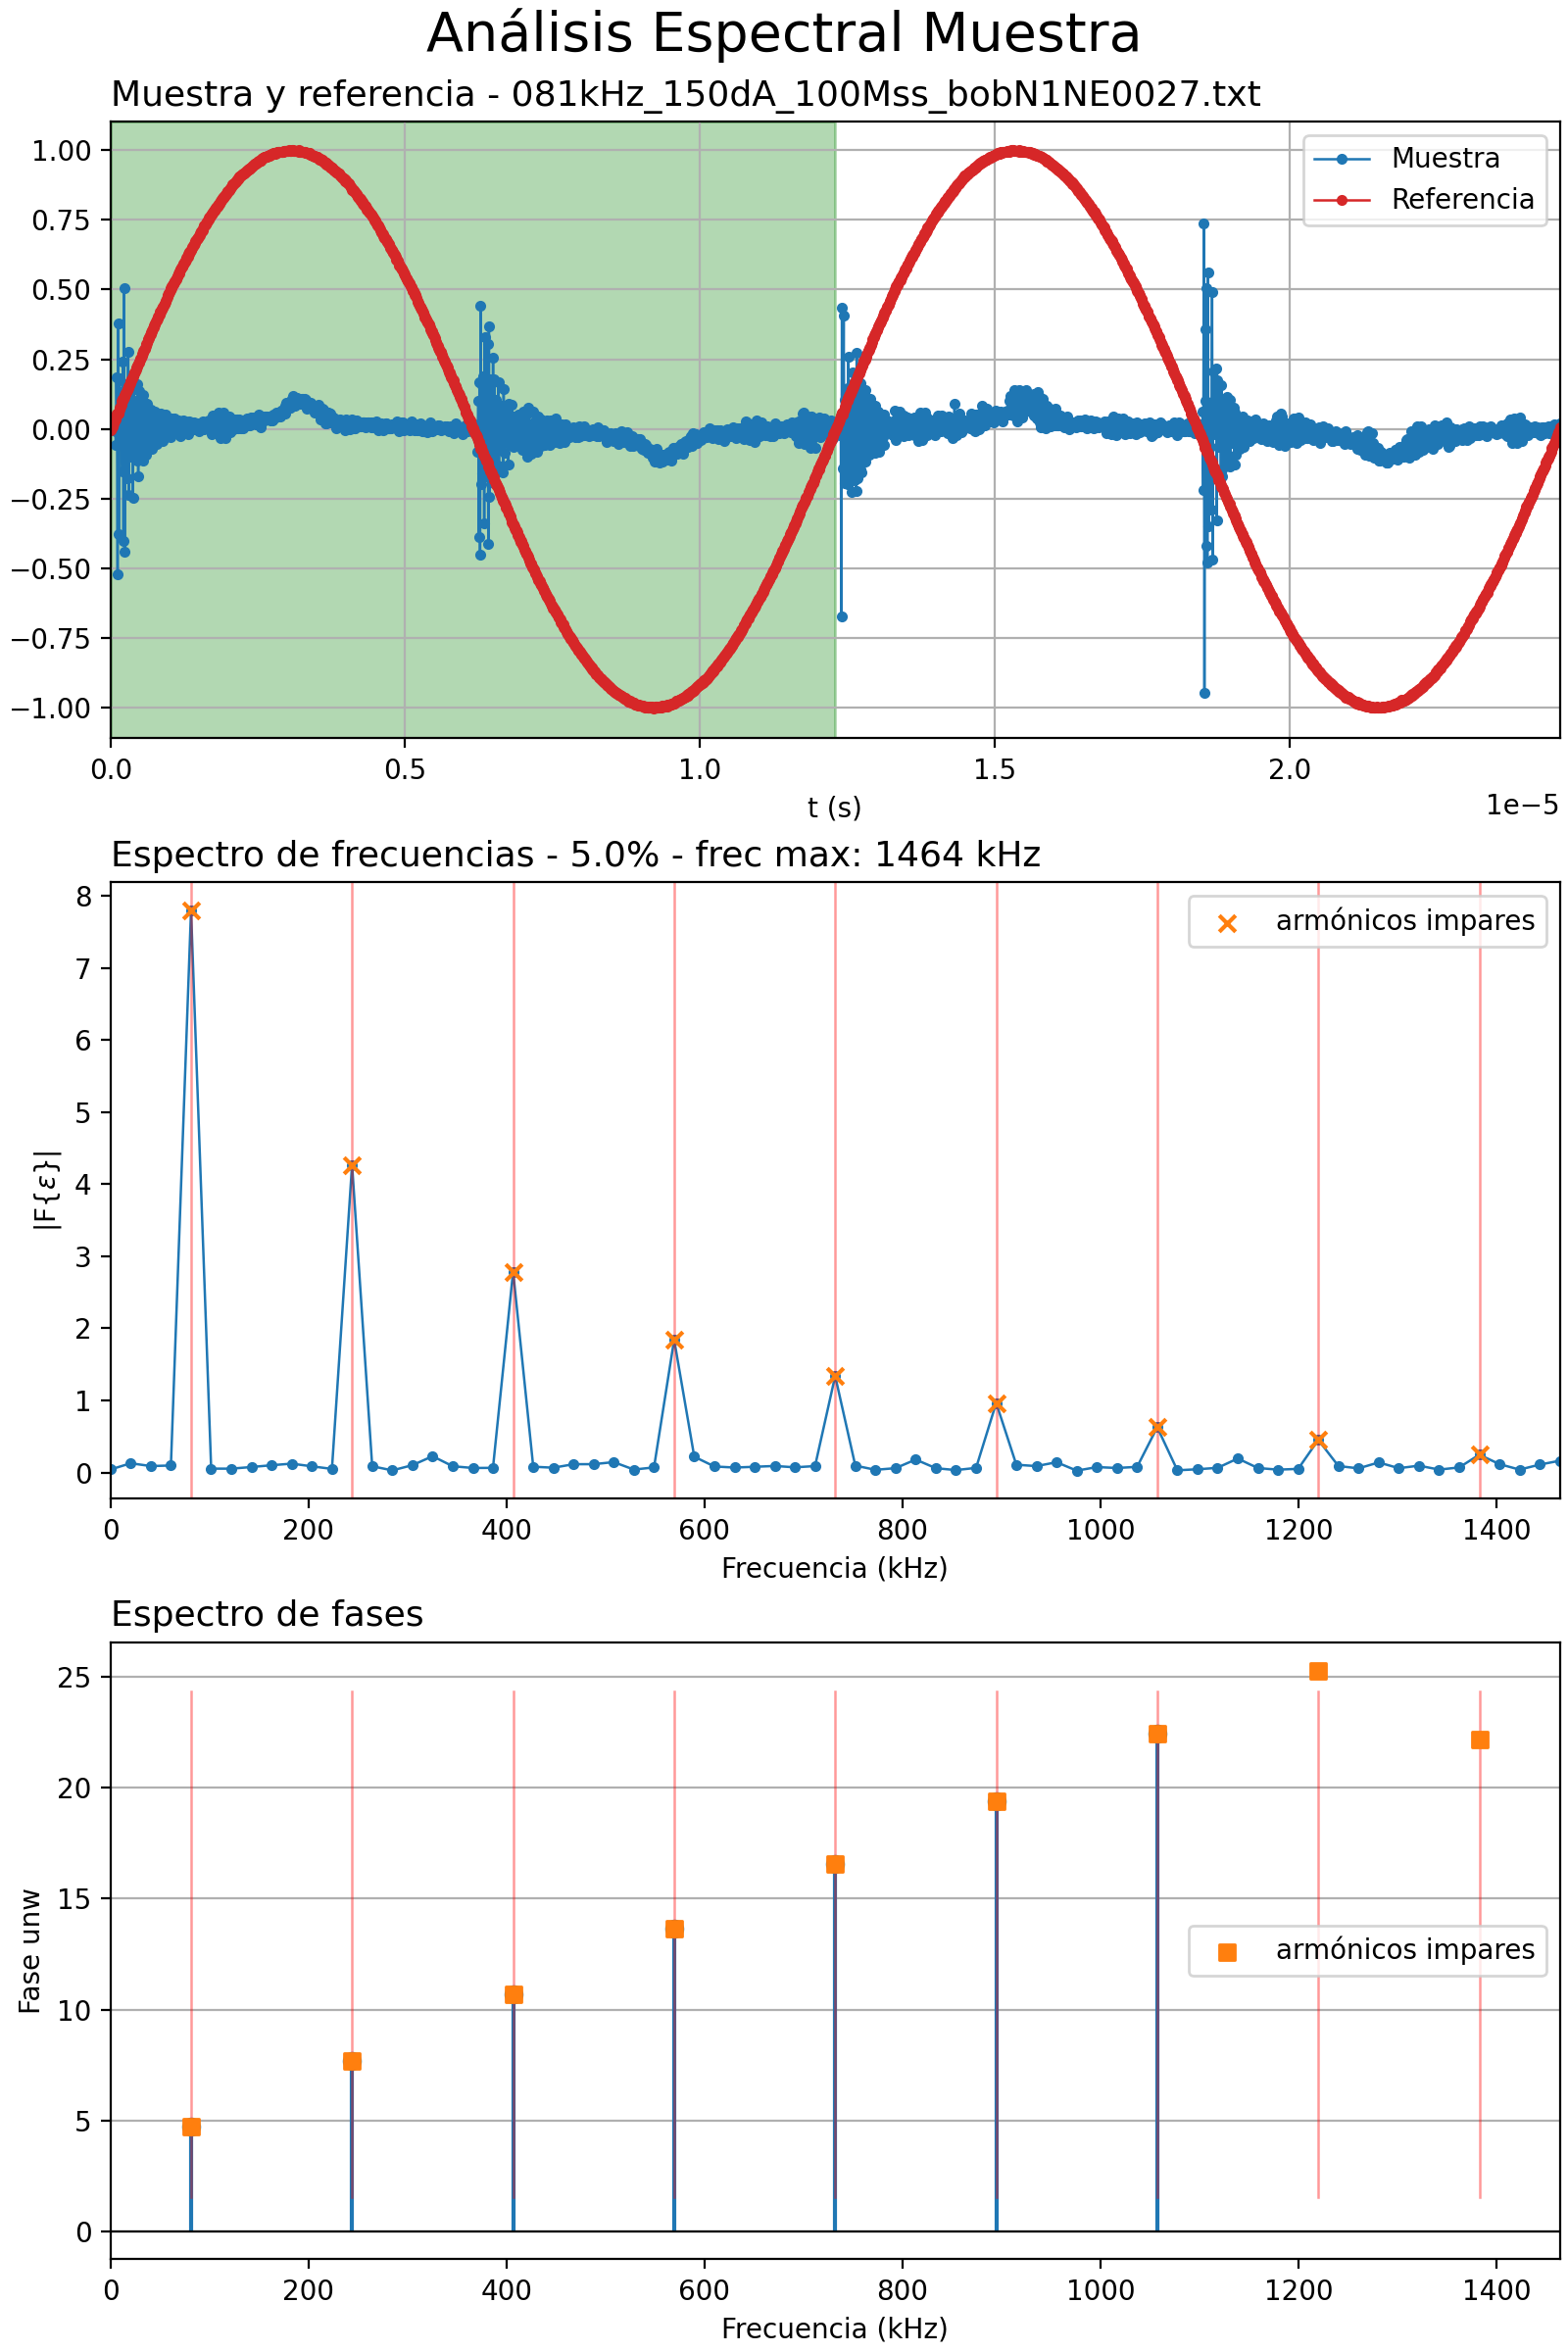 Análisis Espectral Muestra
Muestra y referencia - 081kHz_150dA_100Mss_bobN1NE0027.txt
1.00
0.75
0.50
0.25
0.00
−0.25
−0.50
−0.75
−1.00
Muestra
Referencia
0.0 0.5 1.0 1.5 2.0
t (s)
1e−5
Espectro de frecuencias - 5.0% - frec max: 1464 kHz
8
7
6
5
4
3
2
1
0
|F{ε}|
armónicos impares
0 200 400 600 800 1000 1200 1400
Frecuencia (kHz)
Espectro de fases
25
20
15
10
5
0
Fase unw
armónicos impares
0 200 400 600 800 1000 1200 1400
Frecuencia (kHz)